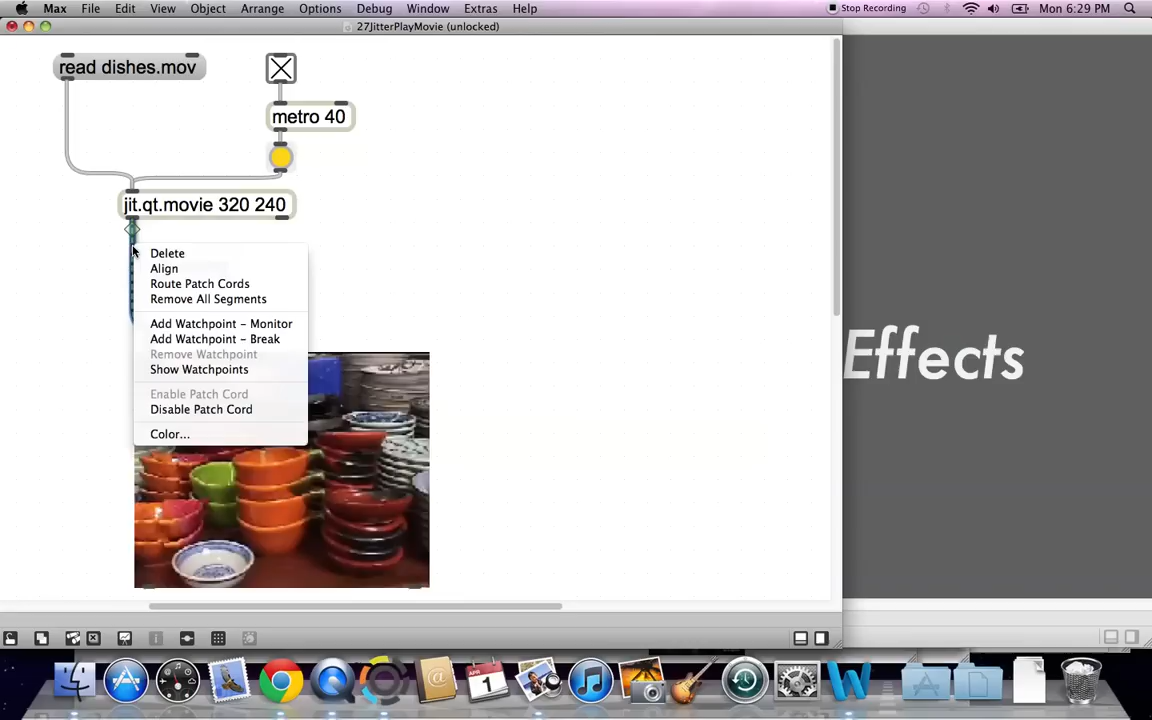 Max File Edit View Object Arrange Options Debug Window Extras Help Stop Recording Mon 6:29 PM
27JitterPlayMovie (unlocked)
read dishes.mov
metro 40
jit.qt.movie 320 240
Delete
Align
Route Patch Cords
Remove All Segments
Add Watchpoint - Monitor
Add Watchpoint - Break
Remove Watchpoint
Show Watchpoints
Enable Patch Cord
Disable Patch Cord
Color...
Effects
APR
1
W